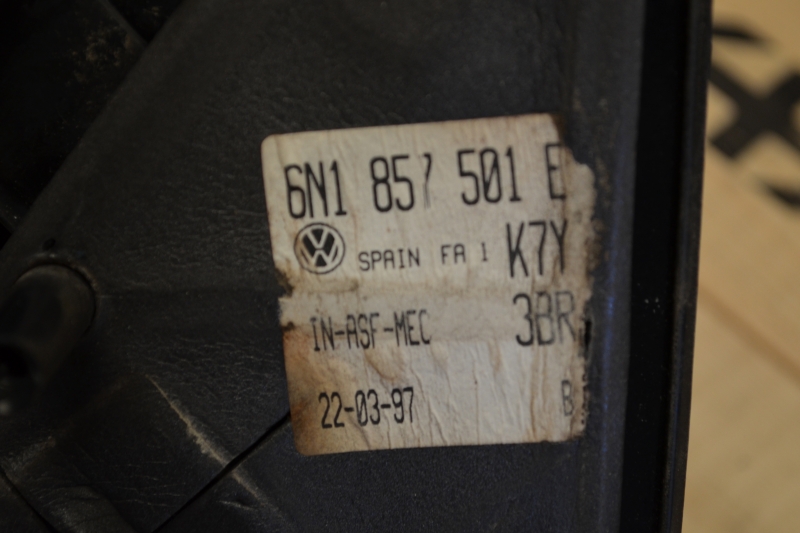 6N1 857 501 E
SPAIN FA 1 K7Y
IN-ASF-MEC 3BR
22-03-97 B